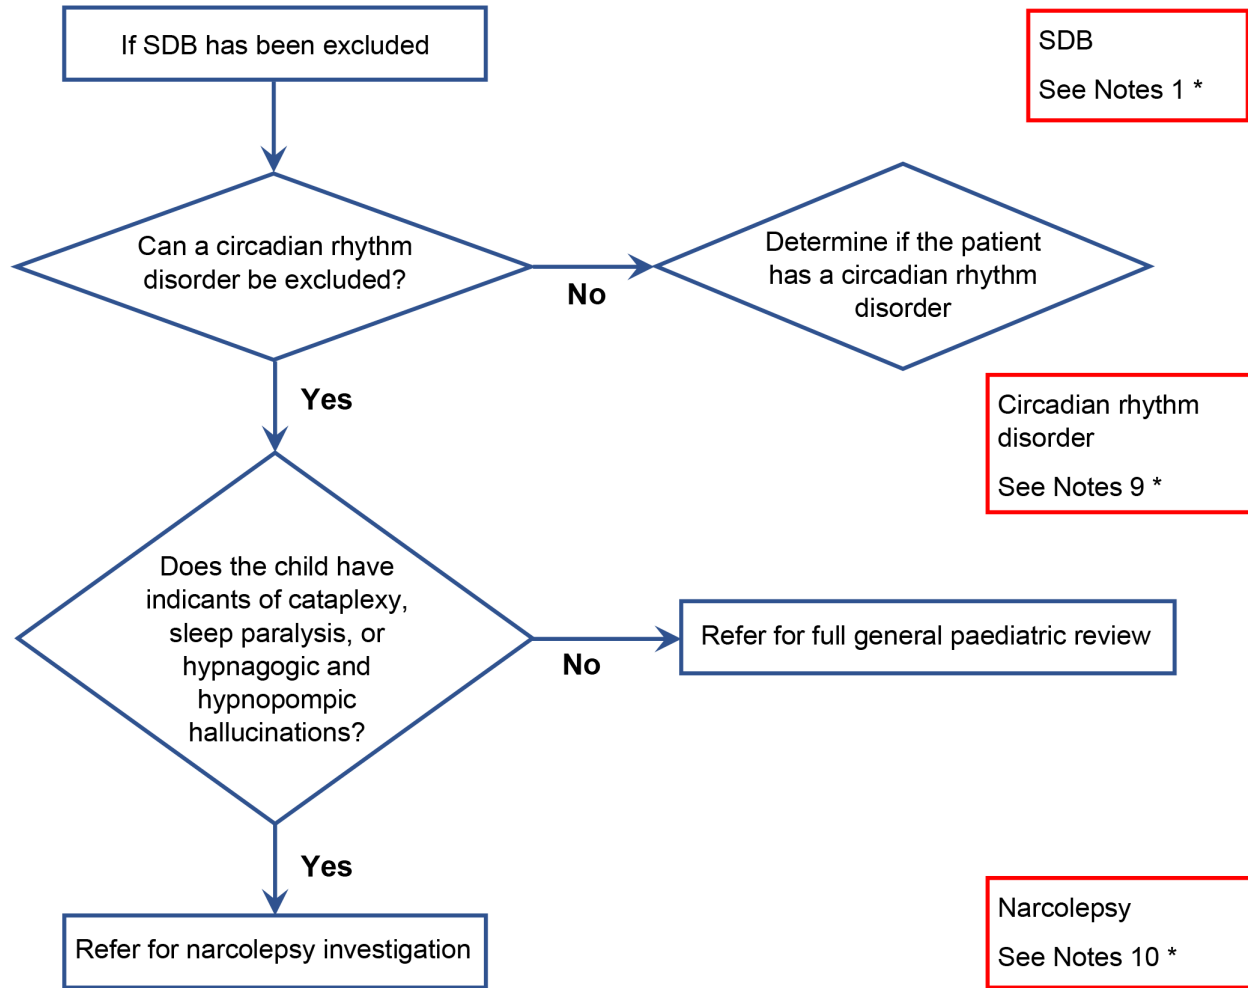 If SDB has been excluded
SDB
See Notes 1 *
Can a circadian rhythm
disorder be excluded?
No
Determine if the patient
has a circadian rhythm
disorder
Yes
Circadian rhythm
disorder
See Notes 9 *
Does the child have
indicants of cataplexy,
sleep paralysis, or
hypnagogic and
hypnopompic
hallucinations?
No
Refer for full general paediatric review
Yes
Refer for narcolepsy investigation
Narcolepsy
See Notes 10 *